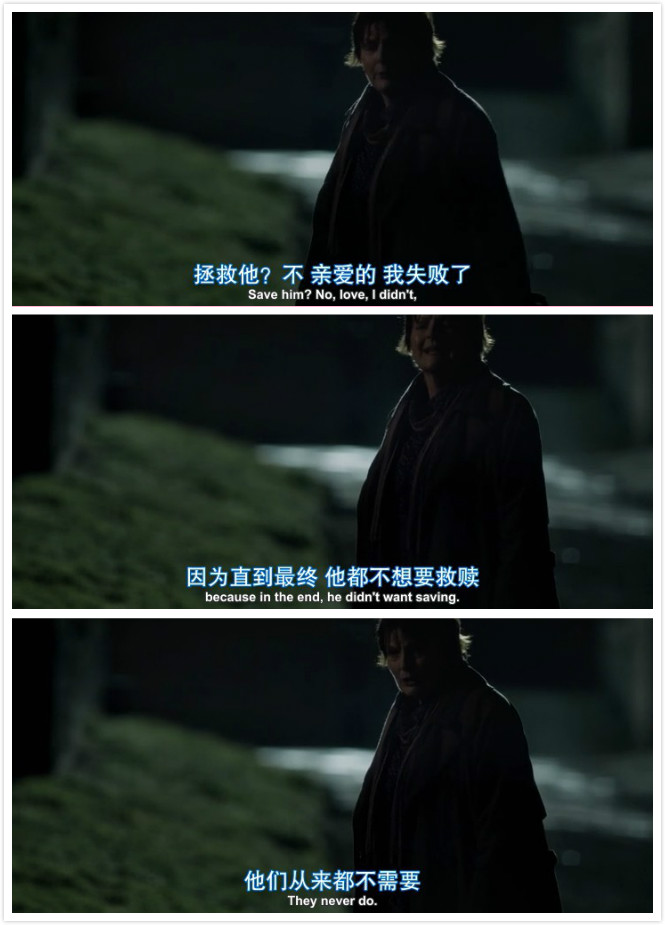 拯救他？不 亲爱的 我失败了
Save him? No, love, I didn't,
因为直到最终 他都不想要救赎
because in the end, he didn't want saving.
他们从来都不需要
They never do.